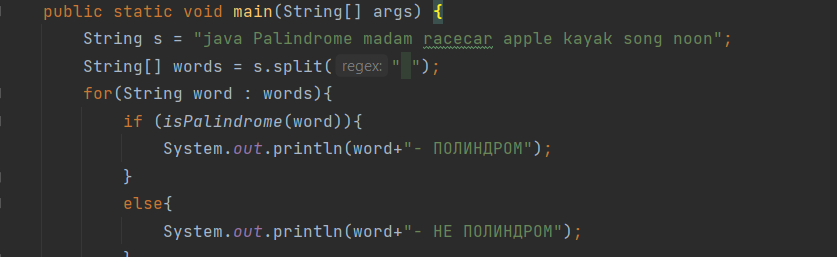 public static void main(String[] args) {
String s = "java Palindrome madam racecar apple kayak song noon";
String[] words = s.split( regex: " ");
for(String word : words){
if (isPalindrome(word)){
System.out.println(word+"- ПОЛИНДРОМ");
}
else{
System.out.println(word+"- НЕ ПОЛИНДРОМ");
}